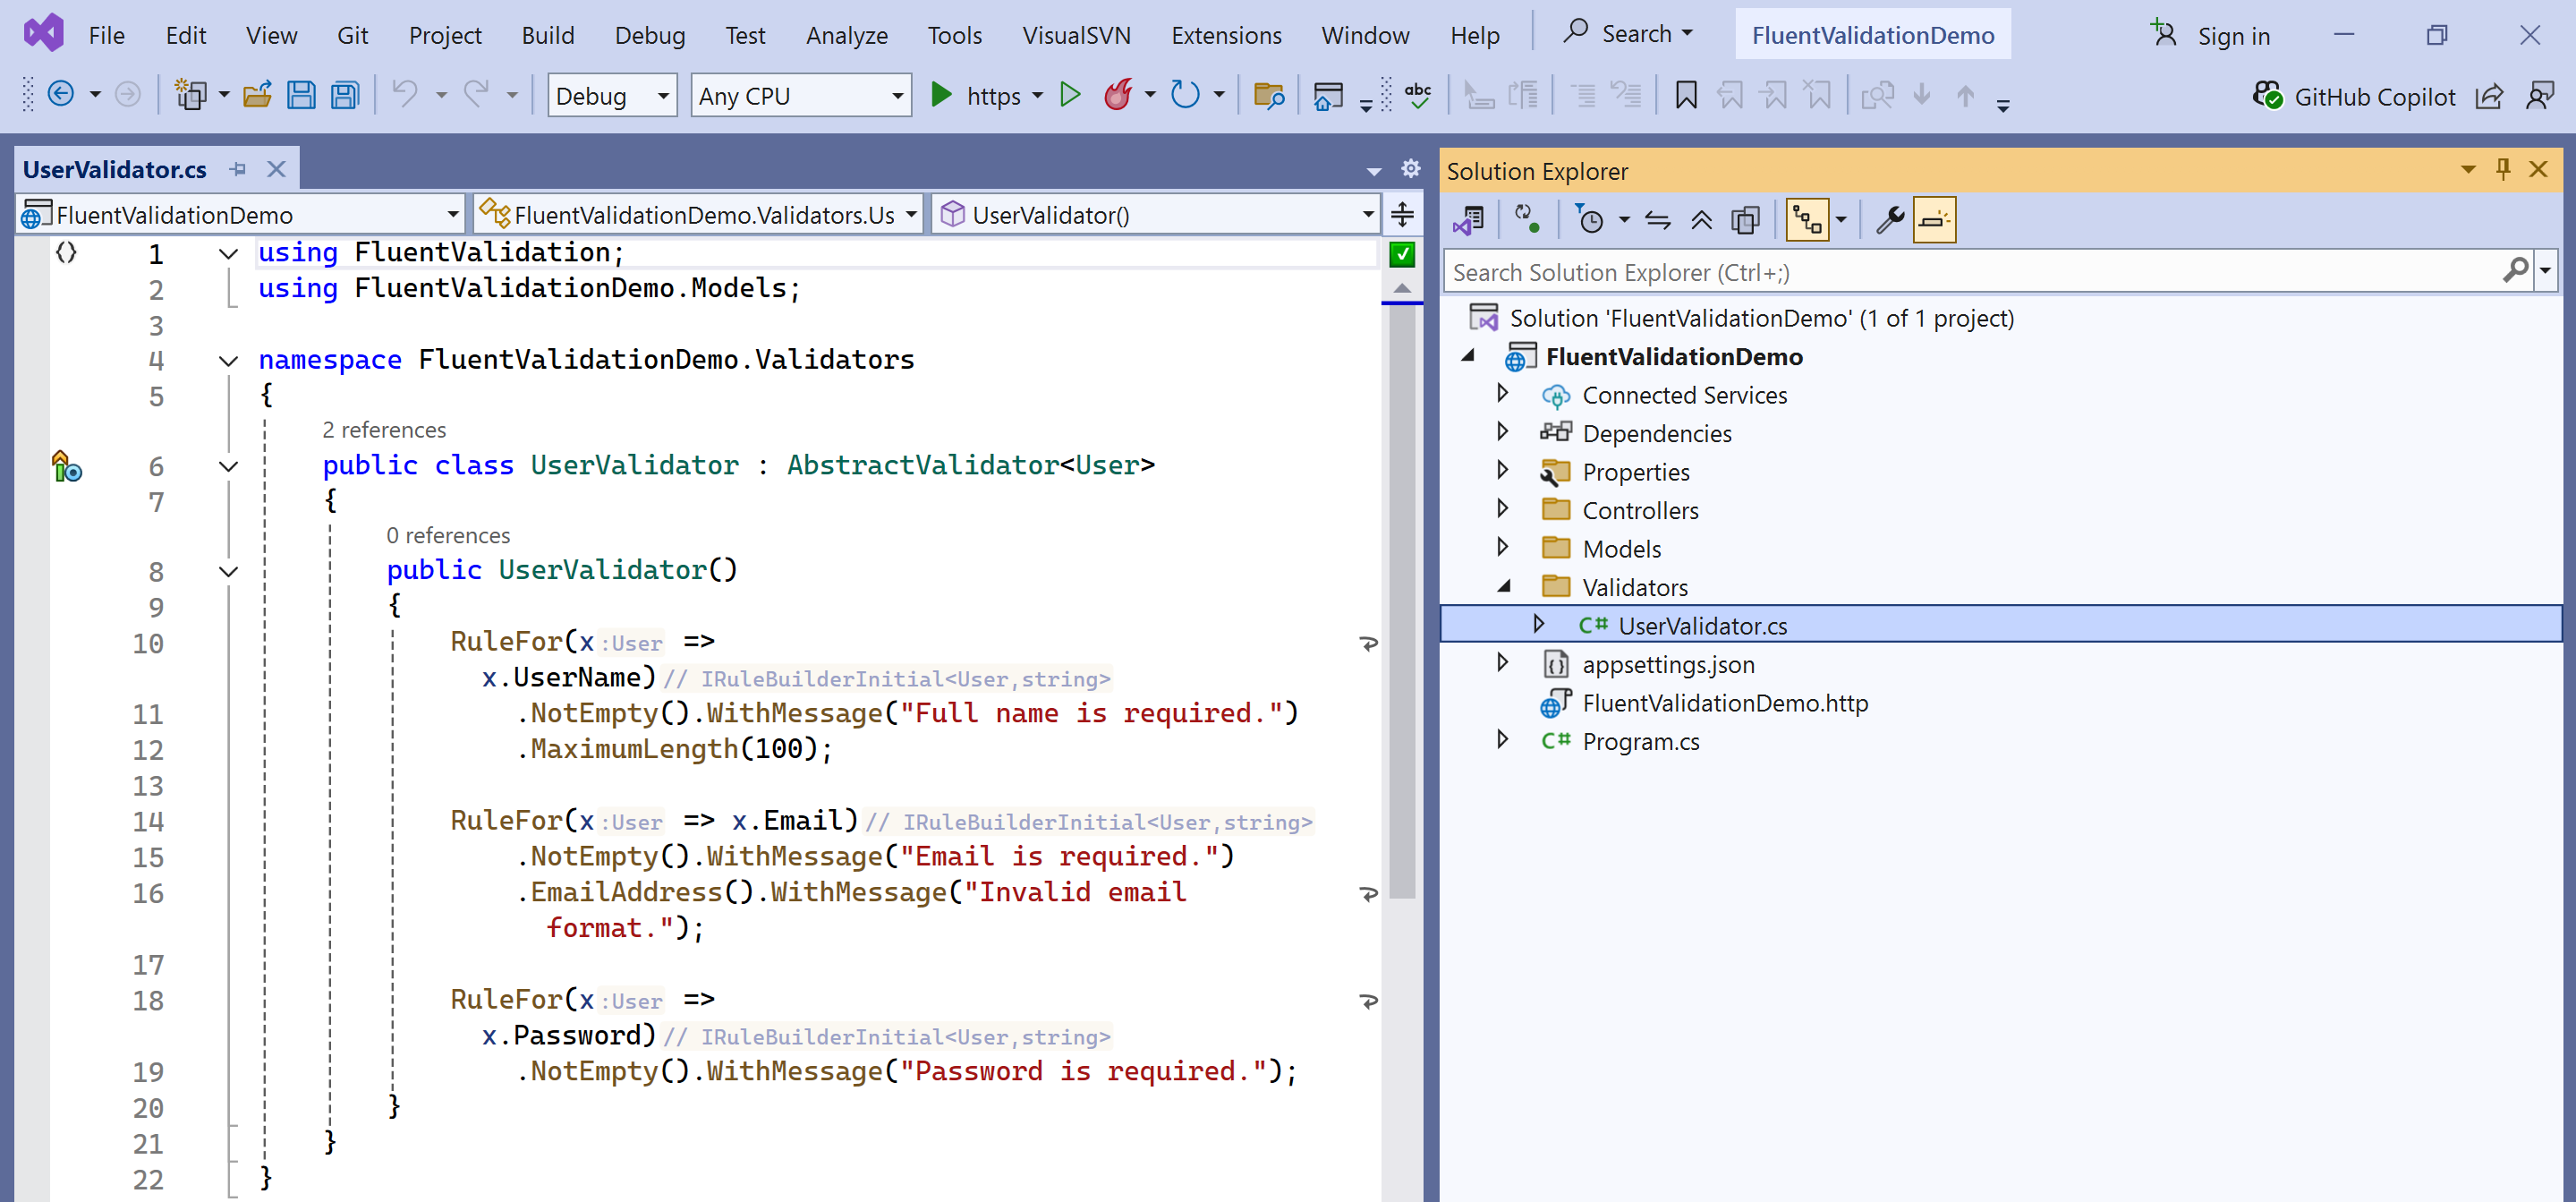 File Edit View Git Project Build Debug Test Analyze Tools VisualSVN Extensions Window Help Search FluentValidationDemo Sign in
Debug Any CPU https abc GitHub Copilot
UserValidator.cs
FluentValidationDemo FluentValidationDemo.Validators.Us UserValidator()
{} 1 using FluentValidation;
2 using FluentValidationDemo.Models;
3
4 namespace FluentValidationDemo.Validators
5 {
2 references
6 public class UserValidator : AbstractValidator<User>
7 {
0 references
8 public UserValidator()
9 {
10 RuleFor(x:User =>
x.UserName)// IRuleBuilderInitial<User,string>
11 .NotEmpty().WithMessage("Full name is required.")
12 .MaximumLength(100);
13
14 RuleFor(x:User => x.Email)// IRuleBuilderInitial<User,string>
15 .NotEmpty().WithMessage("Email is required.")
16 .EmailAddress().WithMessage("Invalid email
format.");
17
18 RuleFor(x:User =>
x.Password)// IRuleBuilderInitial<User,string>
19 .NotEmpty().WithMessage("Password is required.");
20 }
21 }
22 }
Solution Explorer
Search Solution Explorer (Ctrl+;)
Solution 'FluentValidationDemo' (1 of 1 project)
FluentValidationDemo
Connected Services
Dependencies
Properties
Controllers
Models
Validators
C# UserValidator.cs
appsettings.json
FluentValidationDemo.http
C# Program.cs